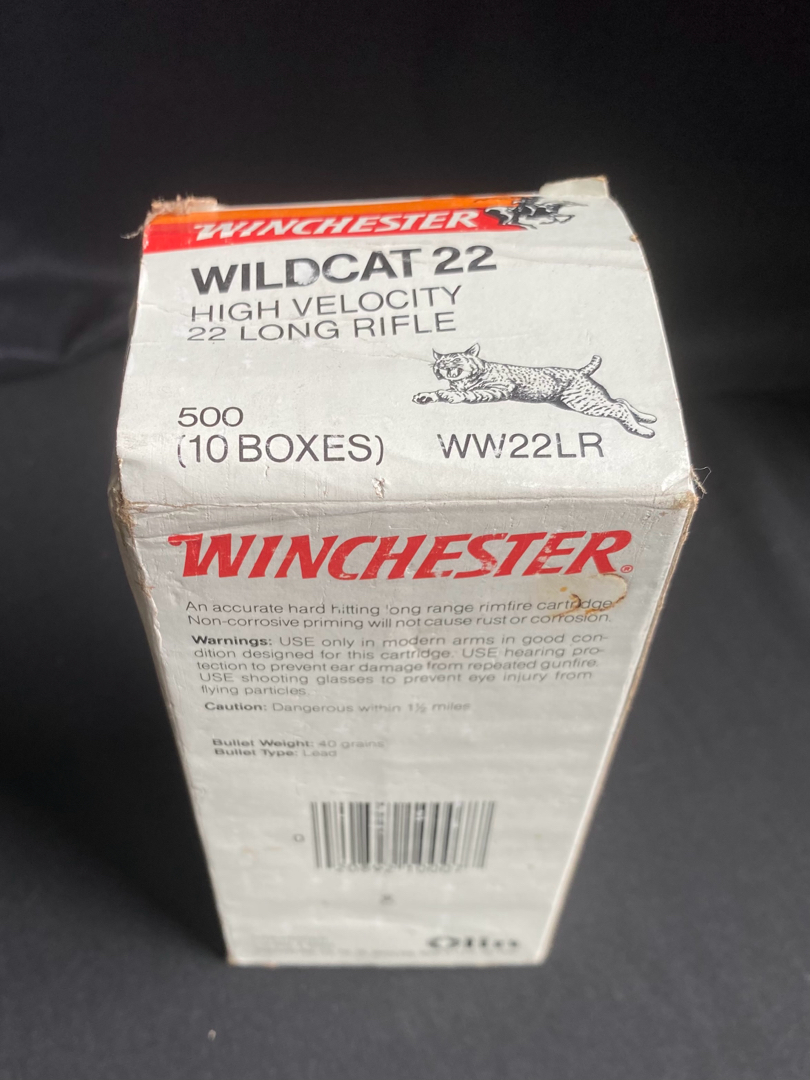 WINCHESTER
WILDCAT 22
HIGH VELOCITY
22 LONG RIFLE
500
(10 BOXES) WW22LR
WINCHESTER®
An accurate hard hitting long range rimfire cartridge
Non-corrosive priming will not cause rust or corrosion.
Warnings: USE only in modern arms in good con-
dition designed for this cartridge. USE hearing pro-
tection to prevent ear damage from repeated gunfire.
USE shooting glasses to prevent eye injury from
flying particles.
Caution: Dangerous within 1½ miles
Bullet Weight: 40 grains
Bullet Type: Lead
0
Olin